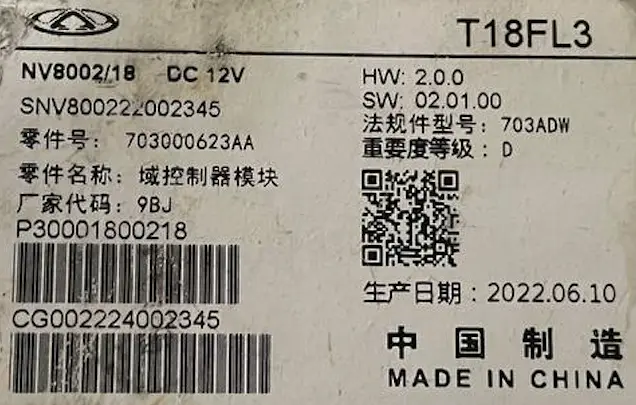 T18FL3
NV8002/18 DC 12V
SNV800222002345
零件号: 703000623AA
零件名称: 域控制器模块
厂家代码: 9BJ
P30001800218
CG002224002345
HW: 2.0.0
SW: 02.01.00
法规件型号: 703ADW
重要度等级: D
生产日期: 2022.06.10
中国制造
MADE IN CHINA